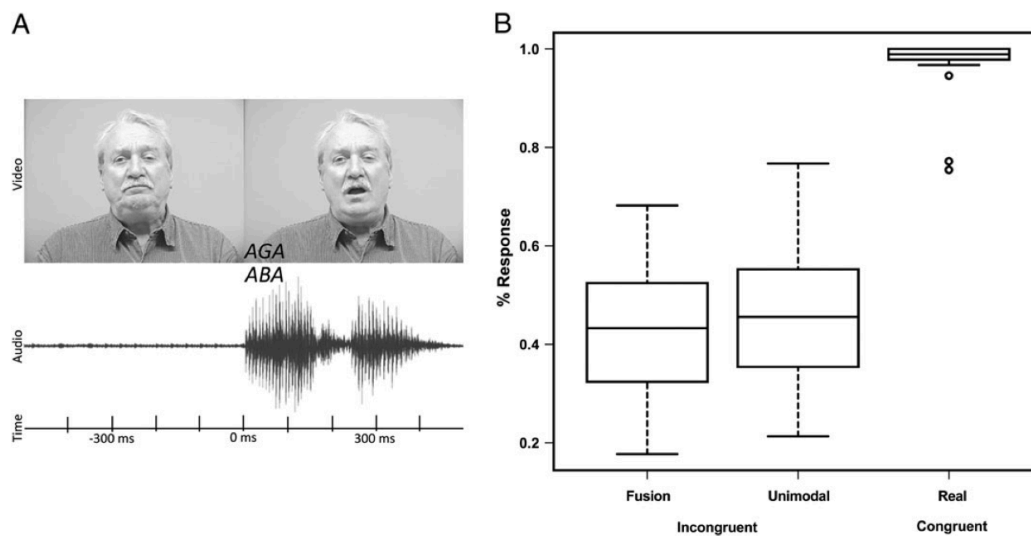 A
Video
AGA
ABA
Audio
Time
-300 ms
0 ms
300 ms
B
% Response
1.0
0.8
0.6
0.4
0.2
Fusion
Unimodal
Real
Incongruent
Congruent